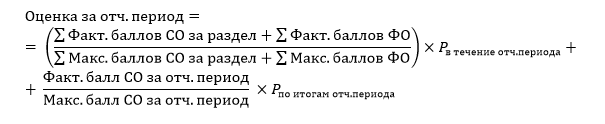 Оценка за отч. период =
= (∑ Факт. баллов СО за раздел + ∑ Факт. баллов ФО / ∑ Макс. баллов СО за раздел + ∑ Макс. баллов ФО) × P в течение отч.периода +
+ Факт. балл СО за отч. период / Макс. балл СО за отч. период × P по итогам отч.периода